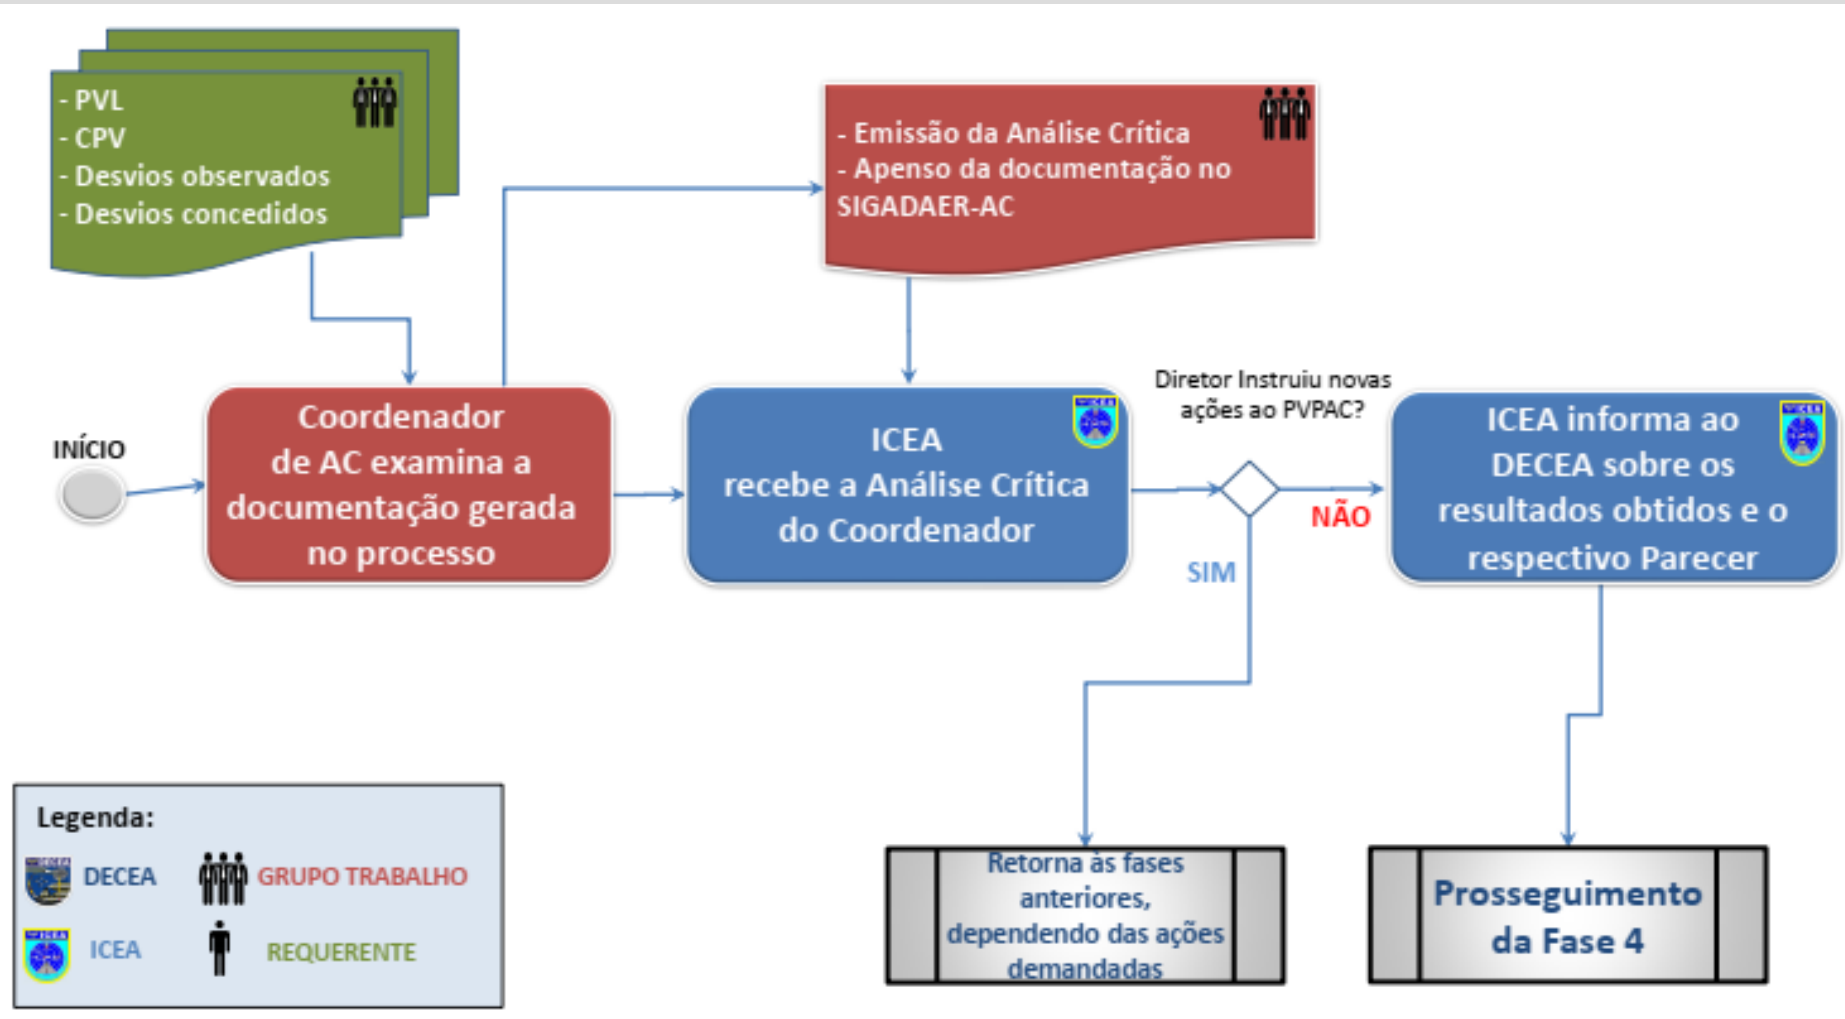 - PVL
- CPV
- Desvios observados
- Desvios concedidos
- Emissão da Análise Crítica
- Apenso da documentação no
SIGADAER-AC
INÍCIO
Coordenador
de AC examina a
documentação gerada
no processo
ICEA
recebe a Análise Crítica
do Coordenador
Diretor Instruiu novas
ações ao PVPAC?
NÃO
SIM
ICEA informa ao
DECEA sobre os
resultados obtidos e o
respectivo Parecer
Retorna às fases
anteriores,
dependendo das ações
demandadas
Prosseguimento
da Fase 4
Legenda:
DECEA
GRUPO TRABALHO
ICEA
REQUERENTE